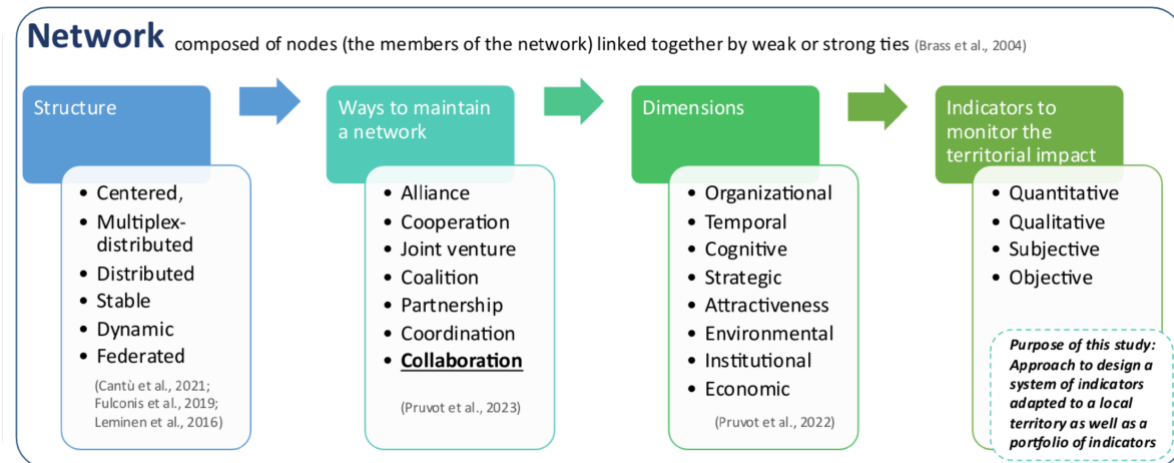 Network composed of nodes (the members of the network) linked together by weak or strong ties (Brass et al., 2004)
Structure
• Centered,
• Multiplex-
distributed
• Distributed
• Stable
• Dynamic
• Federated
(Cantù et al., 2021;
Fulconis et al., 2019;
Leminen et al., 2016)
Ways to maintain
a network
• Alliance
• Cooperation
• Joint venture
• Coalition
• Partnership
• Coordination
• Collaboration
(Pruvot et al., 2023)
Dimensions
• Organizational
• Temporal
• Cognitive
• Strategic
• Attractiveness
• Environmental
• Institutional
• Economic
(Pruvot et al., 2022)
Indicators to
monitor the
territorial impact
• Quantitative
• Qualitative
• Subjective
• Objective
Purpose of this study:
Approach to design a
system of indicators
adapted to a local
territory as well as a
portfolio of indicators